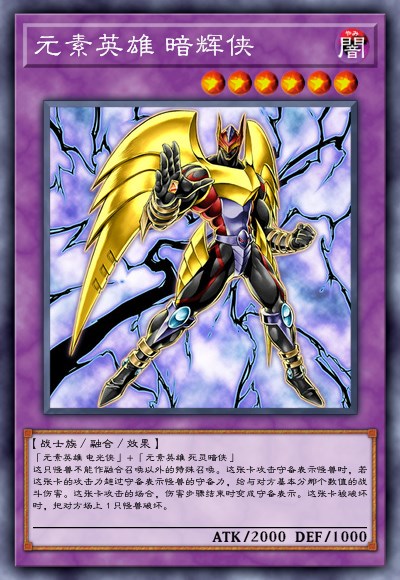 元素英雄 暗辉侠
やみ
闇
【战士族/融合/效果】
「元素英雄 电光侠」+「元素英雄 死灵暗侠」
这只怪兽不能作融合召唤以外的特殊召唤。这张卡攻击守备表示怪兽时，若
这张卡的攻击力超过守备表示怪兽的守备力，给与对方基本分那个数值的战
斗伤害。这张卡攻击的场合，伤害步骤结束时变成守备表示。这张卡被破坏
时，把对方场上1只怪兽破坏。
ATK/2000 DEF/1000